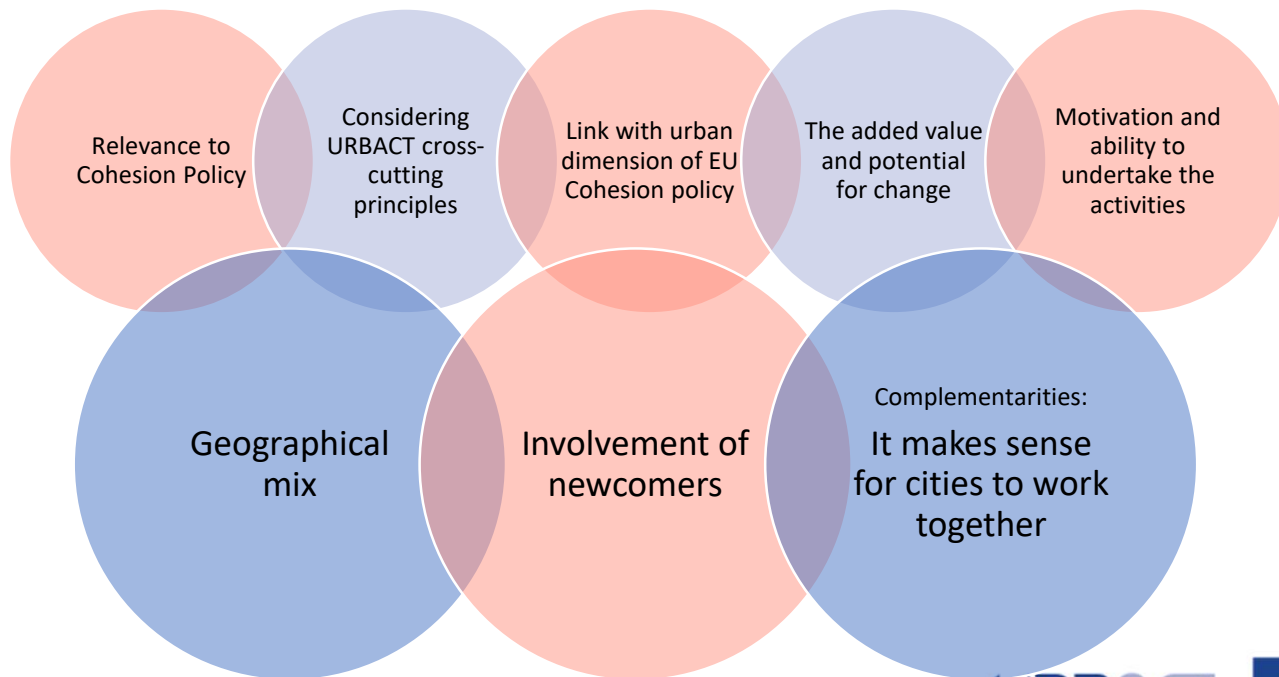 Relevance to
Cohesion Policy
Considering
URBACT cross-
cutting
principles
Link with urban
dimension of EU
Cohesion policy
The added value
and potential
for change
Motivation and
ability to
undertake the
activities
Geographical
mix
Involvement of
newcomers
Complementarities:
It makes sense
for cities to work
together